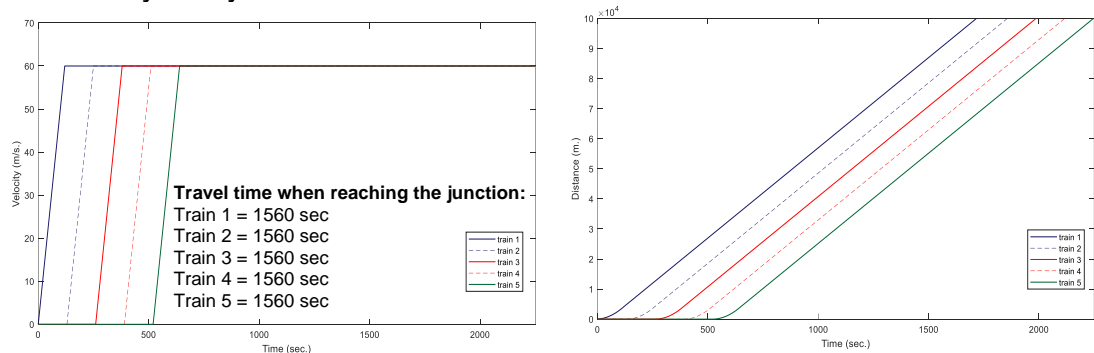 70
60
50
40
30
20
10
0
Velocity (m/s.)
0
500
1000
1500
2000
Time (sec.)
Travel time when reaching the junction:
Train 1 = 1560 sec
Train 2 = 1560 sec
Train 3 = 1560 sec
Train 4 = 1560 sec
Train 5 = 1560 sec
train 1
train 2
train 3
train 4
train 5
×10⁴
10
9
8
7
6
5
4
3
2
1
0
Distance (m.)
0
500
1000
1500
2000
Time (sec.)
train 1
train 2
train 3
train 4
train 5